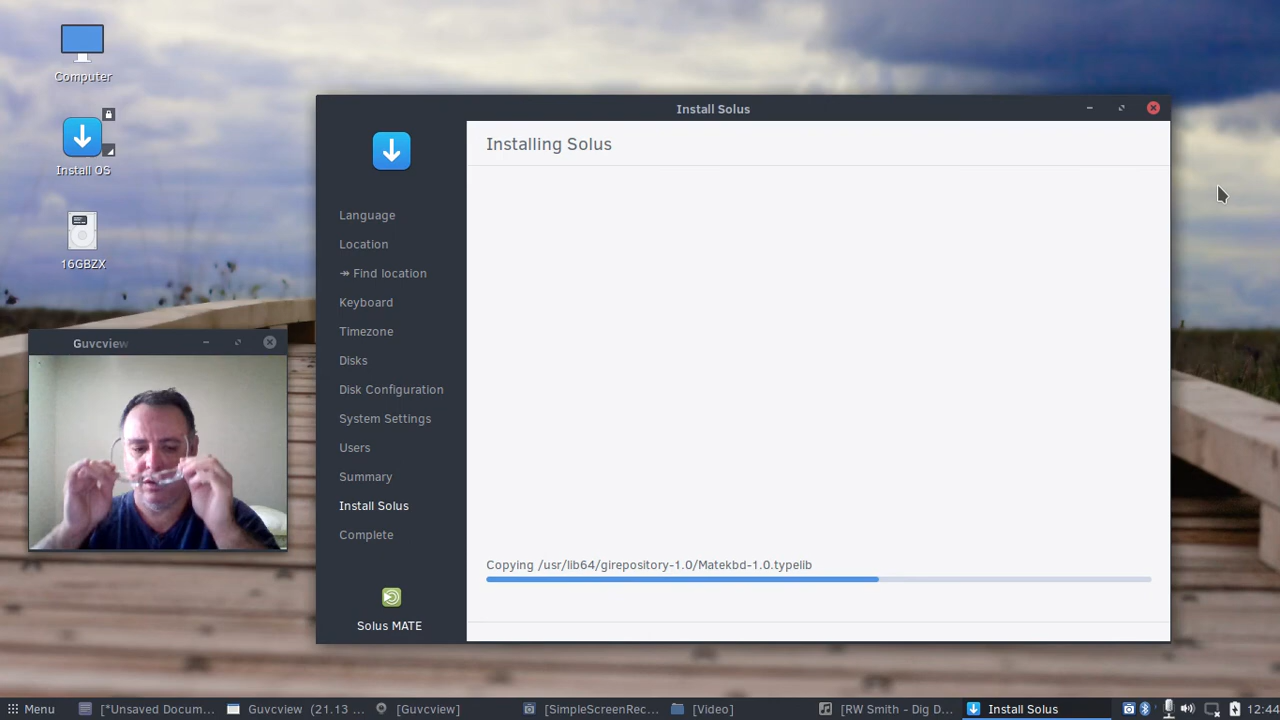 Computer
Install OS
16GBZX
Install Solus
Installing Solus
Language
Location
↠ Find location
Keyboard
Timezone
Disks
Disk Configuration
System Settings
Users
Summary
Install Solus
Complete
Solus MATE
Copying /usr/lib64/girepository-1.0/Matekbd-1.0.typelib
Guvcview
Menu
[*Unsaved Docum...
Guvcview (21.13 ...
[Guvcview]
[SimpleScreenRec...
[Video]
[RW Smith - Dig D...
Install Solus
12:44